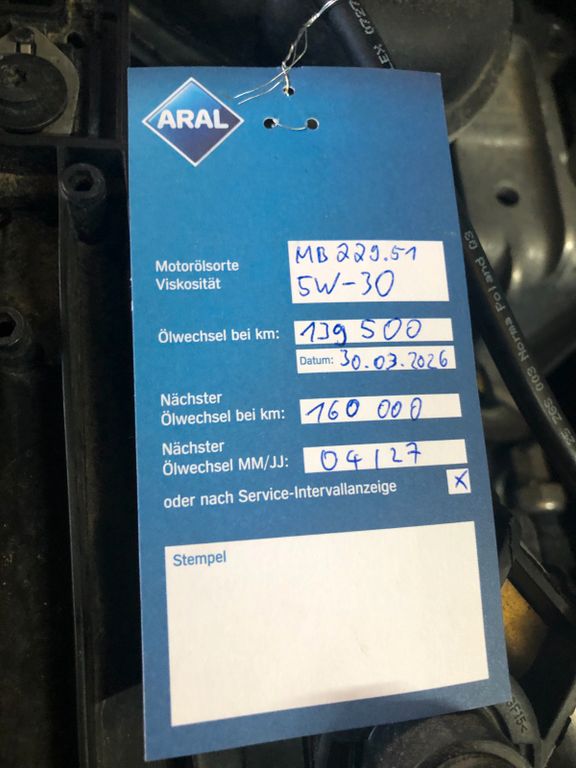 ARAL
Motorölsorte
Viskosität
MB 229.51
5W-30
Ölwechsel bei km: 139 500
Datum: 30.03.2026
Nächster
Ölwechsel bei km: 160 000
Nächster
Ölwechsel MM/JJ: 04/27
oder nach Service-Intervallanzeige x
Stempel